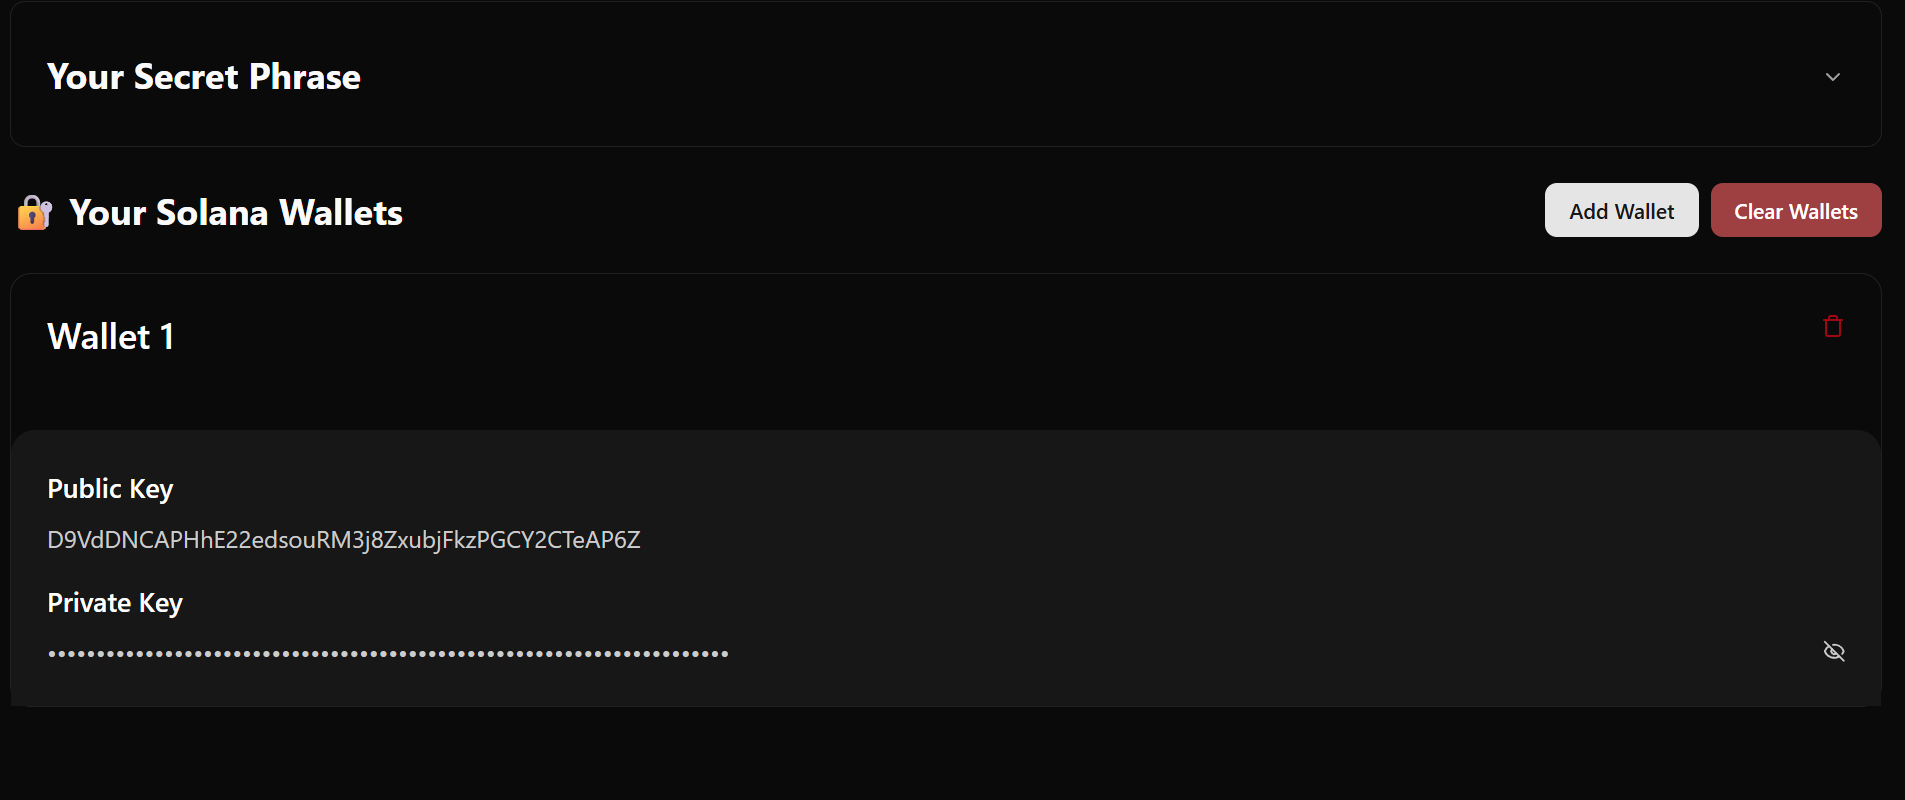 Your Secret Phrase
🔐 Your Solana Wallets
Add Wallet
Clear Wallets
Wallet 1
Public Key
D9VdDNCAPHhE22edsouRM3j8ZxubjFkzPGCY2CTeAP6Z
Private Key
••••••••••••••••••••••••••••••••••••••••••••••••••••••••••••••••••••••